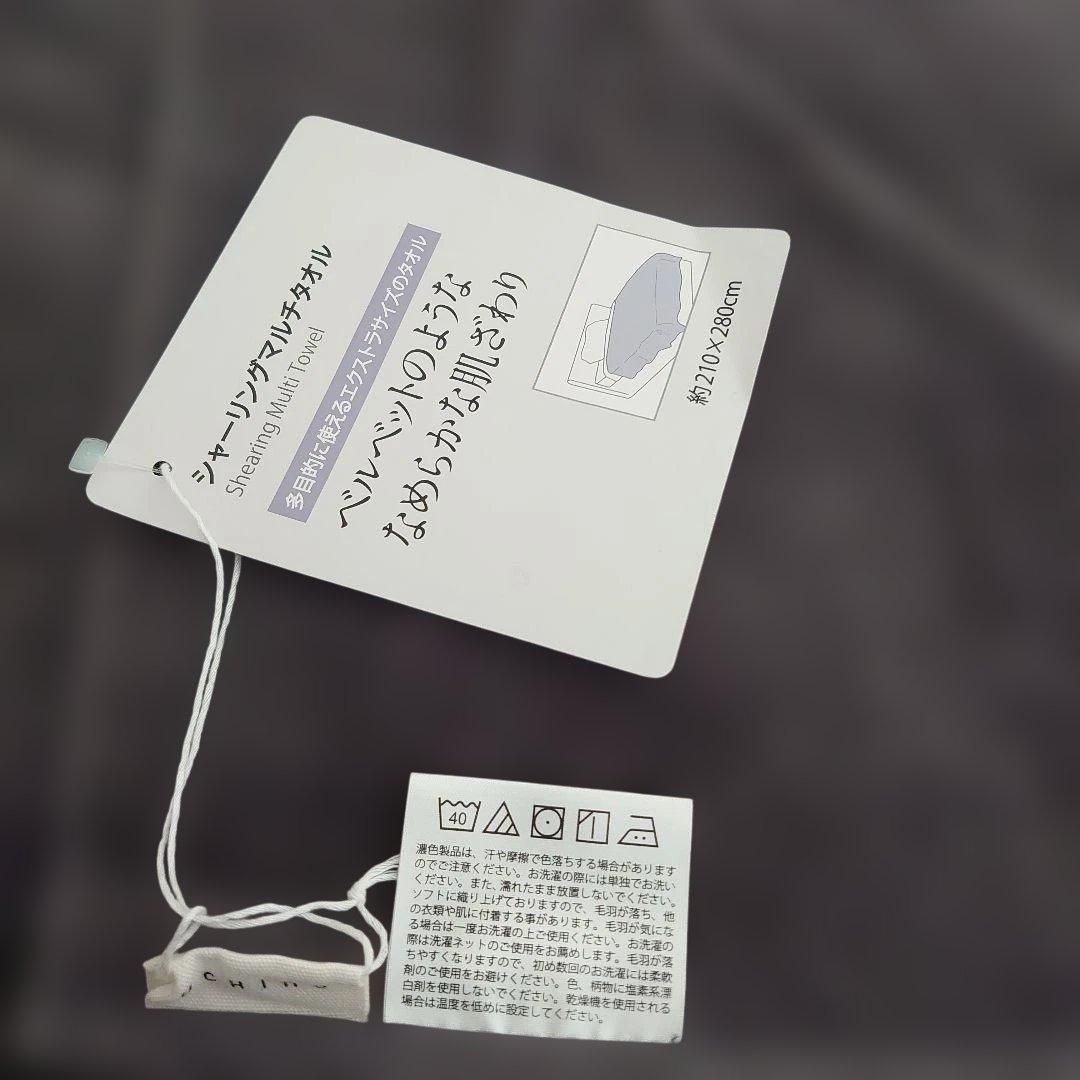 シャーリングマルチタオル
Shearing Multi Towel
多目的に使えるエクストラサイズのタオル
ベルベットのような
なめらかな肌ざわり
約210×280cm
40
濃色製品は、汗や摩擦で色落ちする場合があります
のでご注意ください。お洗濯の際には単独でお洗い
ください。また、濡れたまま放置しないでください。
ソフトに織り上げておりますので、毛羽が落ち、他
の衣類や肌に付着する事があります。毛羽が気にな
る場合は一度お洗濯の上ご使用ください。お洗濯の
際は洗濯ネットのご使用をお薦めします。毛羽が落
ちやすくなりますので、初め数回のお洗濯には柔軟
剤のご使用をお避けください。色、柄物に塩素系漂
白剤を使用しないでください。乾燥機を使用される
場合は温度を低めに設定してください。